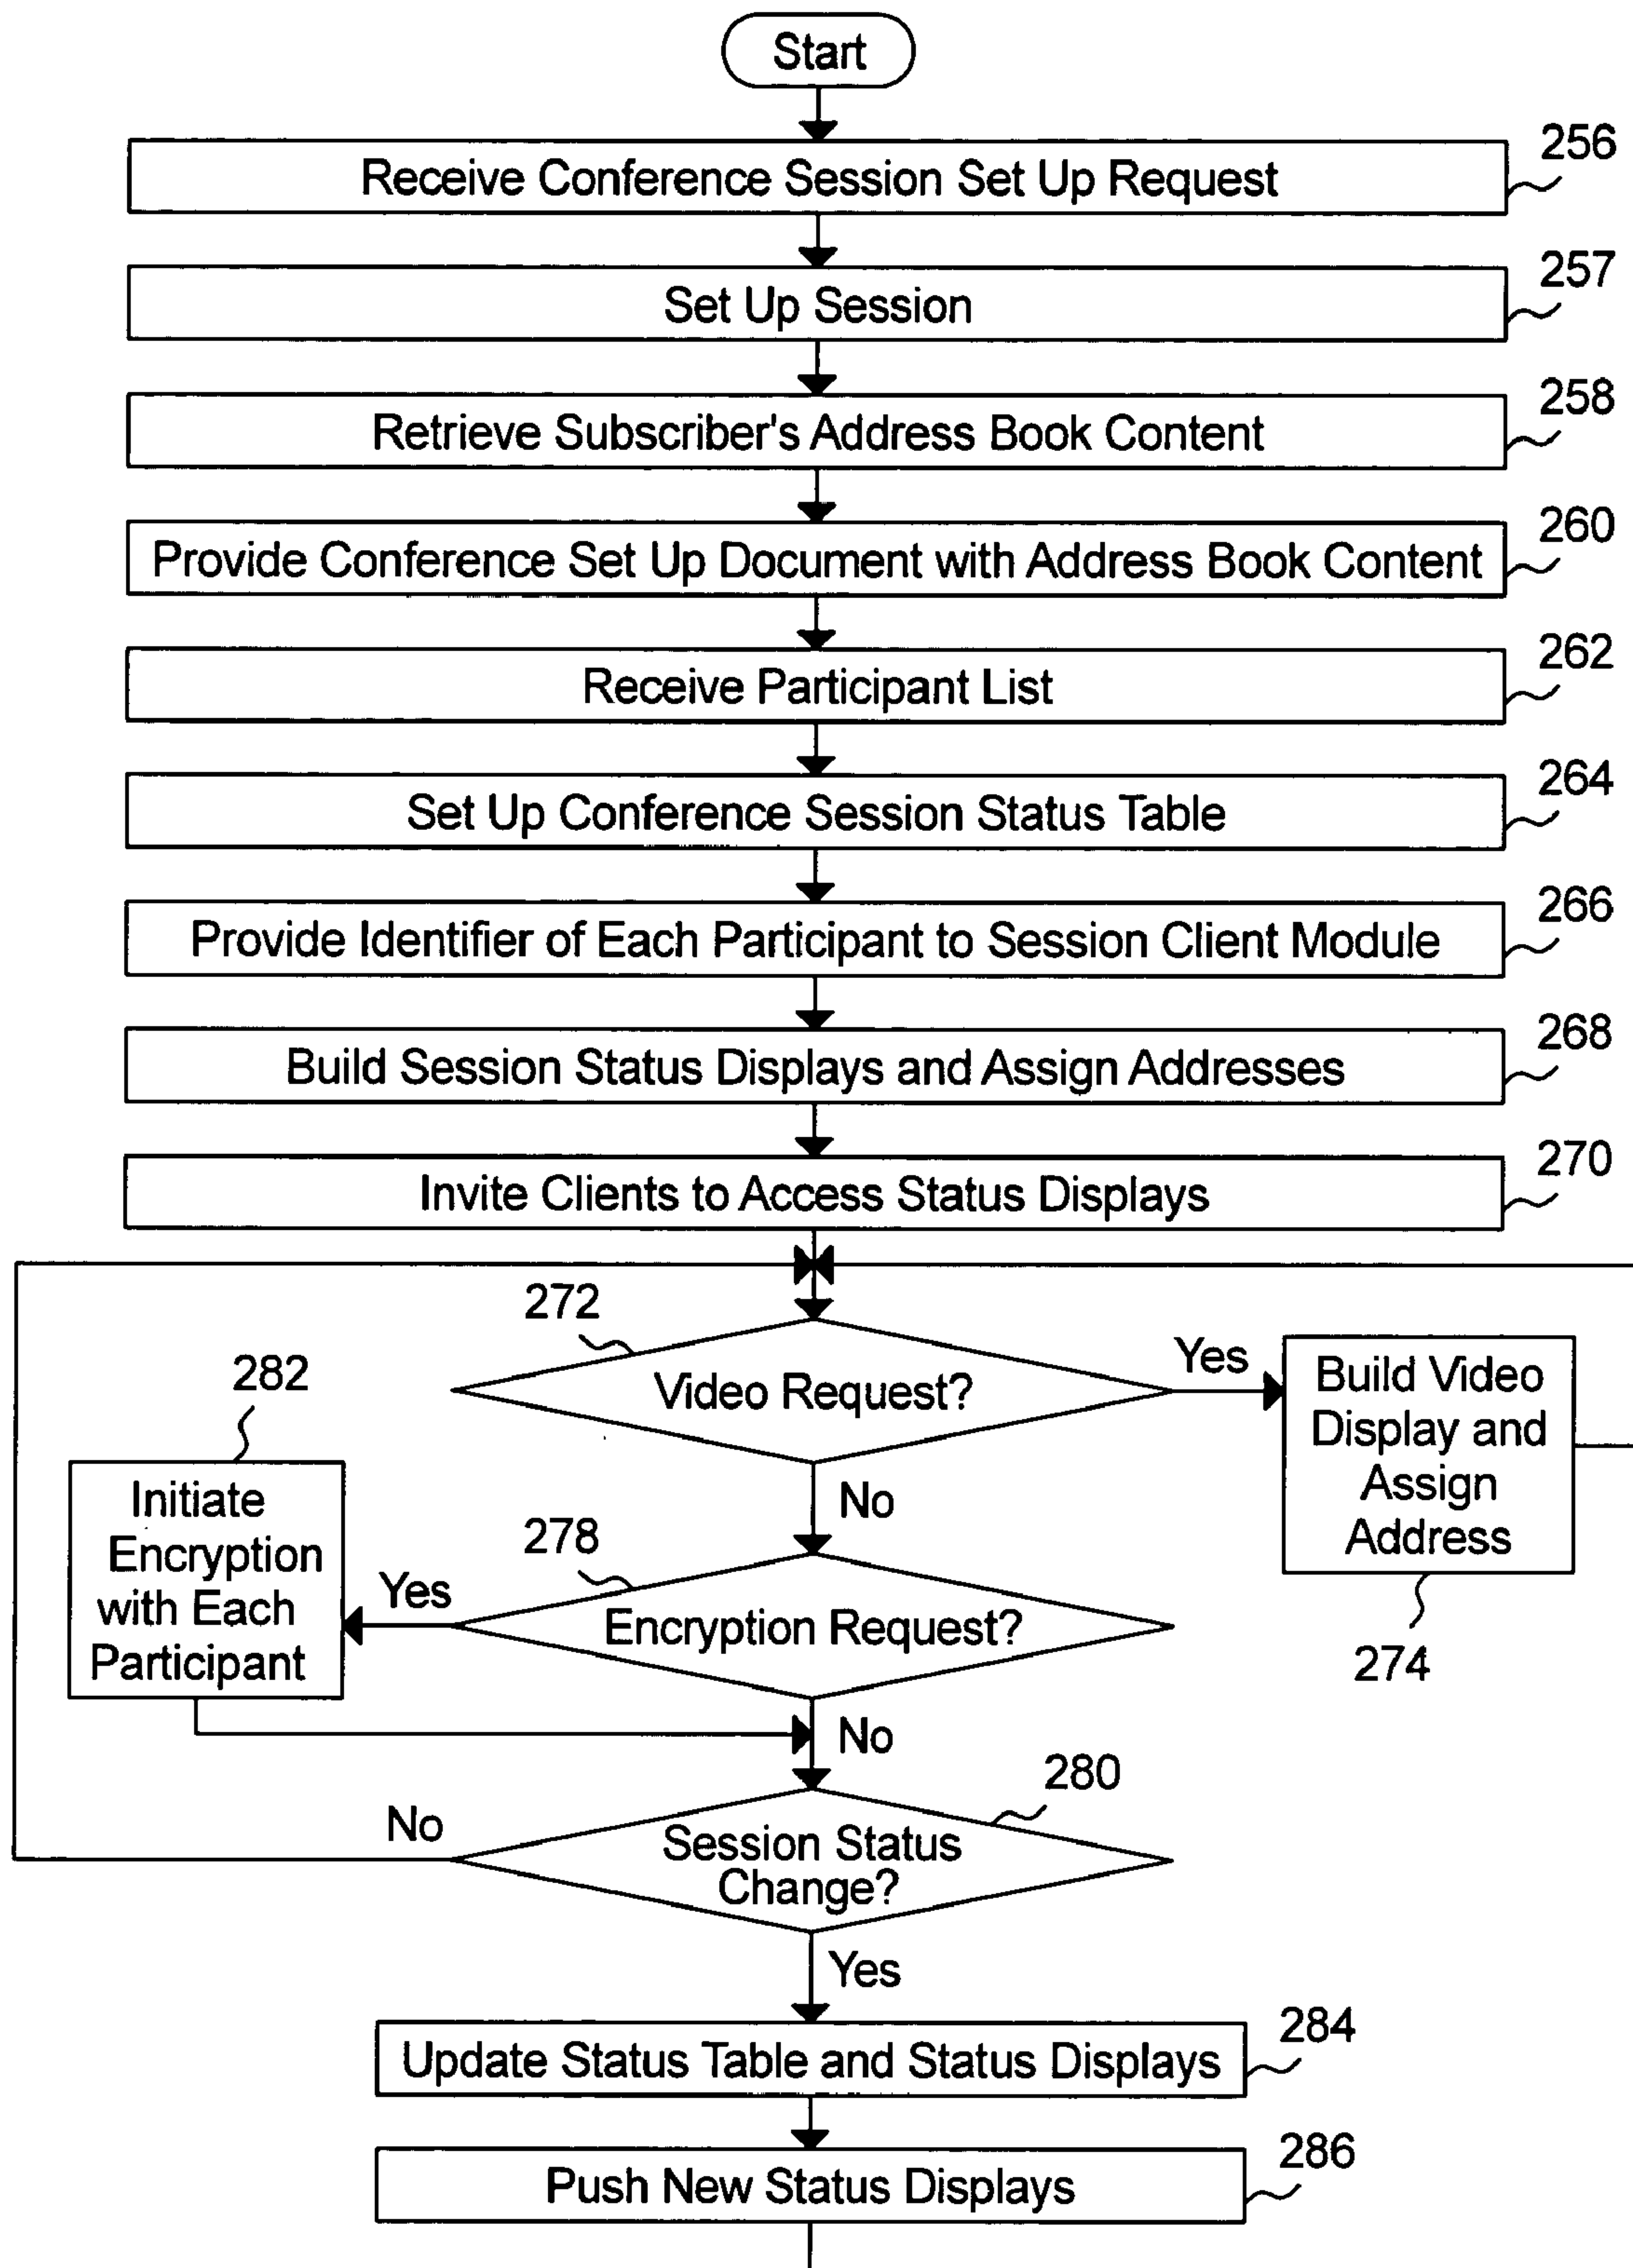 Start
256
Receive Conference Session Set Up Request
257
Set Up Session
258
Retrieve Subscriber's Address Book Content
260
Provide Conference Set Up Document with Address Book Content
262
Receive Participant List
264
Set Up Conference Session Status Table
266
Provide Identifier of Each Participant to Session Client Module
268
Build Session Status Displays and Assign Addresses
270
Invite Clients to Access Status Displays
272
Video Request?
Yes
Build Video
Display and
Assign
Address
274
No
282
Initiate
Encryption
with Each
Participant
278
Yes
Encryption Request?
No
280
No
Session Status
Change?
Yes
284
Update Status Table and Status Displays
286
Push New Status Displays